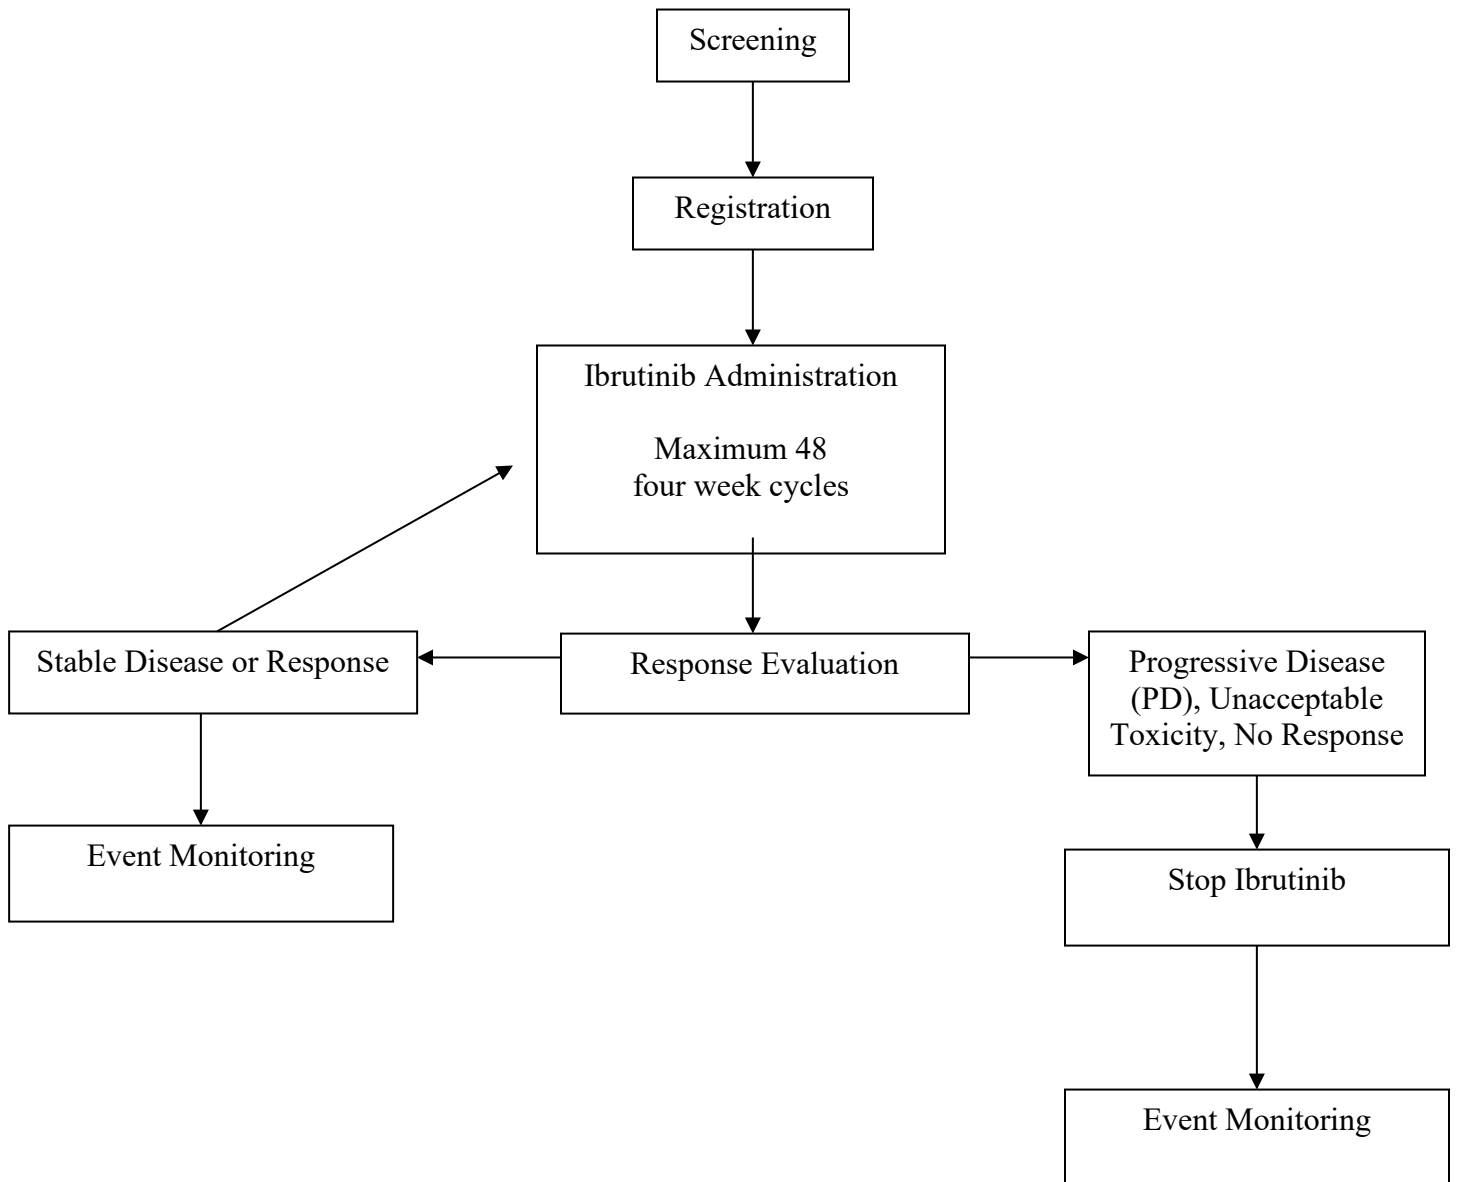 Screening
Registration
Ibrutinib Administration
Maximum 48
four week cycles
Stable Disease or Response
Response Evaluation
Progressive Disease
(PD), Unacceptable
Toxicity, No Response
Event Monitoring
Stop Ibrutinib
Event Monitoring